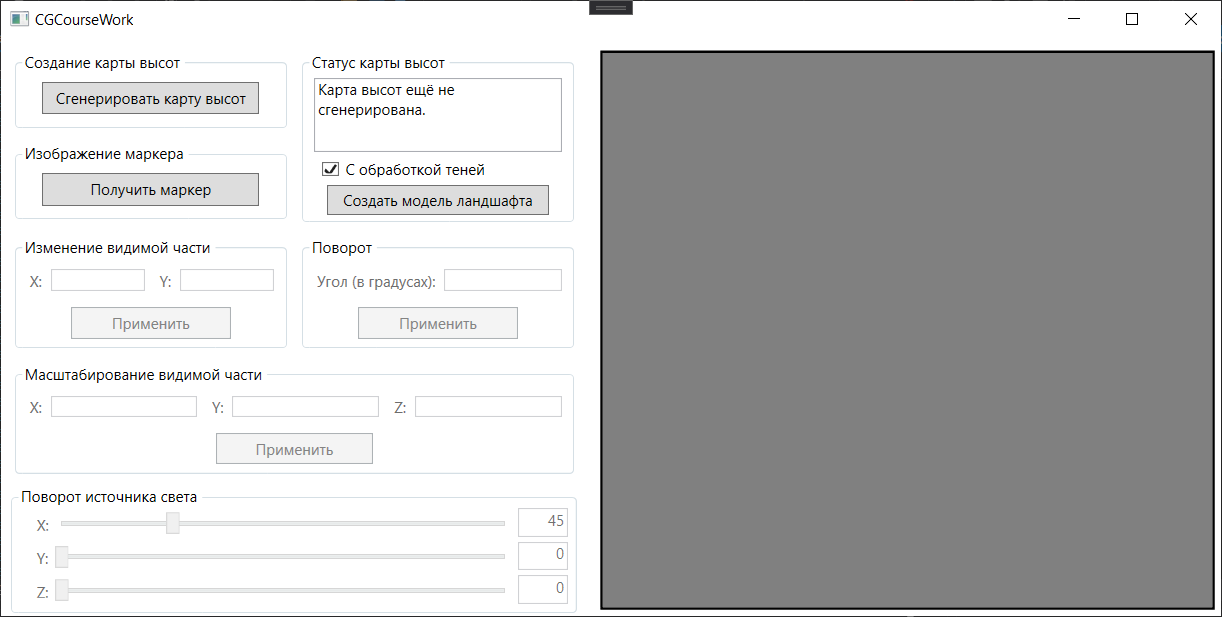 CGCourseWork
Создание карты высот
Сгенерировать карту высот
Статус карты высот
Карта высот ещё не
сгенерирована.
С обработкой теней
Создать модель ландшафта
Изображение маркера
Получить маркер
Изменение видимой части
X: Y:
Применить
Поворот
Угол (в градусах):
Применить
Масштабирование видимой части
X: Y: Z:
Применить
Поворот источника света
X: 45
Y: 0
Z: 0